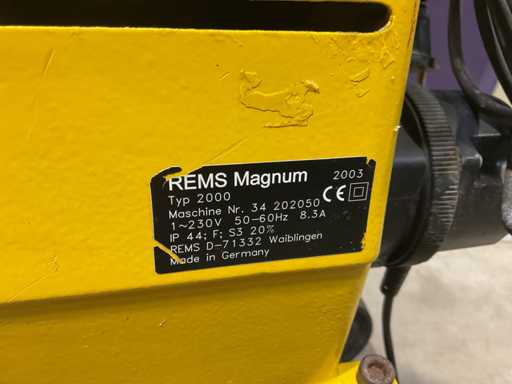 REMS Magnum 2003
Typ 2000
Maschine Nr. 34 202050 CE
1~230V 50-60Hz 8.3A
IP 44; F; S3 20%
REMS D-71332 Waiblingen
Made in Germany